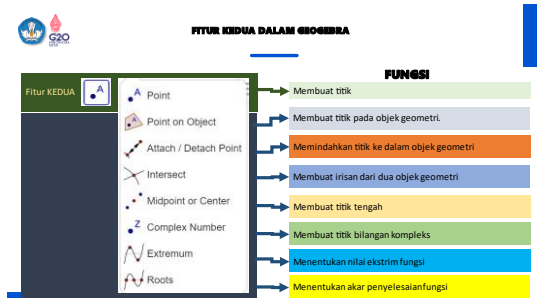 G20
FITUR KEDUA DALAM GEOGEBRA
FUNGSI
Fitur KEDUA
A
A Point
Membuat titik
Point on Object
Membuat titik pada objek geometri.
Attach / Detach Point
Memindahkan titik ke dalam objek geometri
Intersect
Membuat irisan dari dua objek geometri
Midpoint or Center
Membuat titik tengah
Z Complex Number
Membuat titik bilangan kompleks
Extremum
Menentukan nilai ekstrim fungsi
Roots
Menentukan akar penyelesaian fungsi